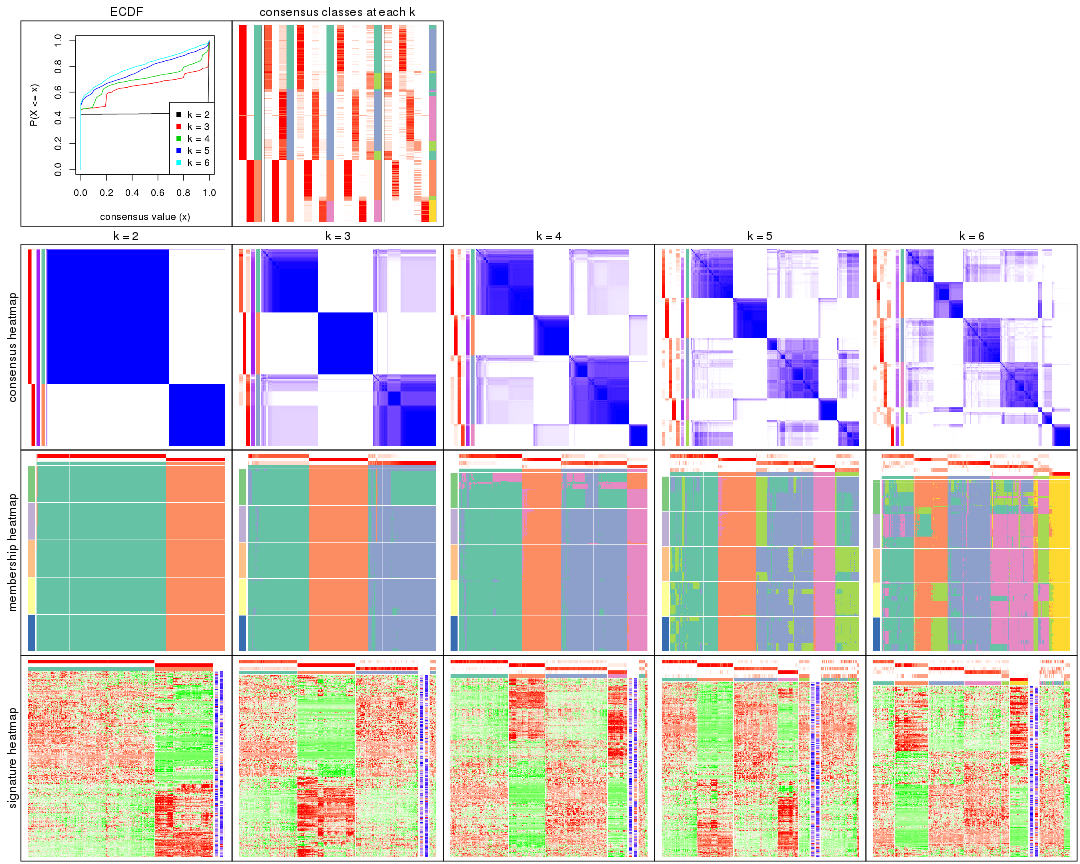 ECDF
consensus classes at each k
P(X <= x)
0.0 0.2 0.4 0.6 0.8 1.0
k = 2
k = 3
k = 4
k = 5
k = 6
0.0 0.2 0.4 0.6 0.8 1.0
consensus value (x)
k = 2 k = 3 k = 4 k = 5 k = 6
consensus heatmap
membership heatmap
signature heatmap